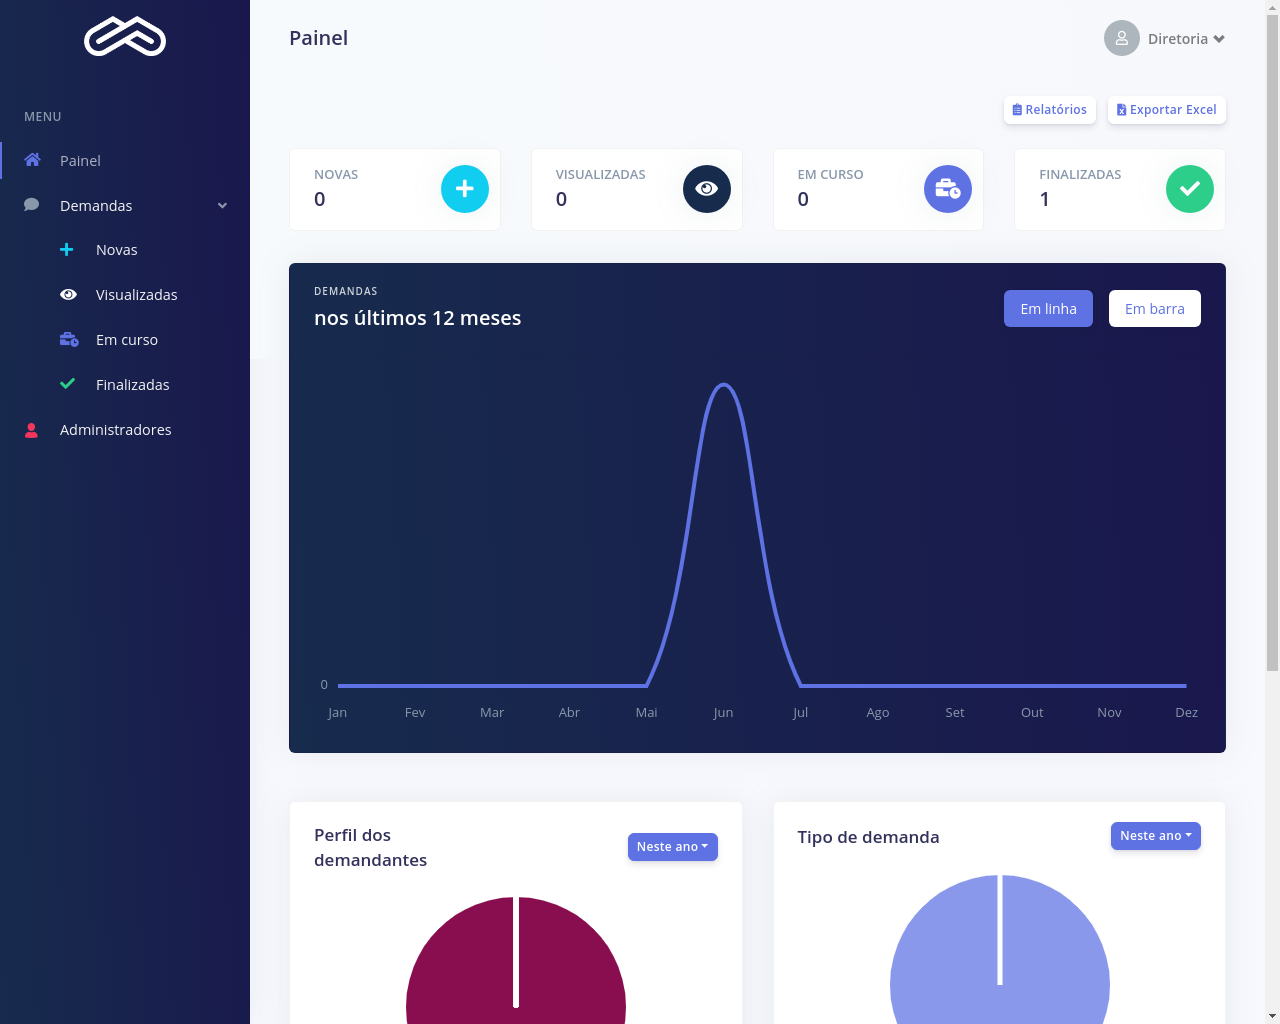 Painel
Diretoria
MENU
Painel
Demandas
Novas
Visualizadas
Em curso
Finalizadas
Administradores
Relatórios
Exportar Excel
NOVAS
0
VISUALIZADAS
0
EM CURSO
0
FINALIZADAS
1
DEMANDAS
nos últimos 12 meses
Em linha
Em barra
0
Jan Fev Mar Abr Mai Jun Jul Ago Set Out Nov Dez
Perfil dos
demandantes
Neste ano
Tipo de demanda
Neste ano